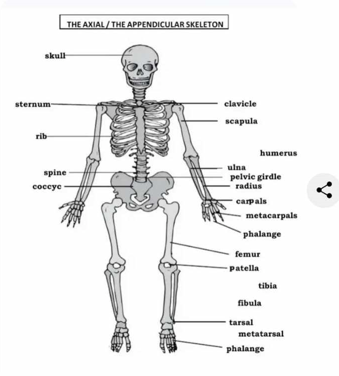 THE AXIAL / THE APPENDICULAR SKELETON
skull
sternum
clavicle
scapula
rib
humerus
ulna
spine
pelvic girdle
coccyc
radius
carpals
metacarpals
phalange
femur
patella
tibia
fibula
tarsal
metatarsal
phalange